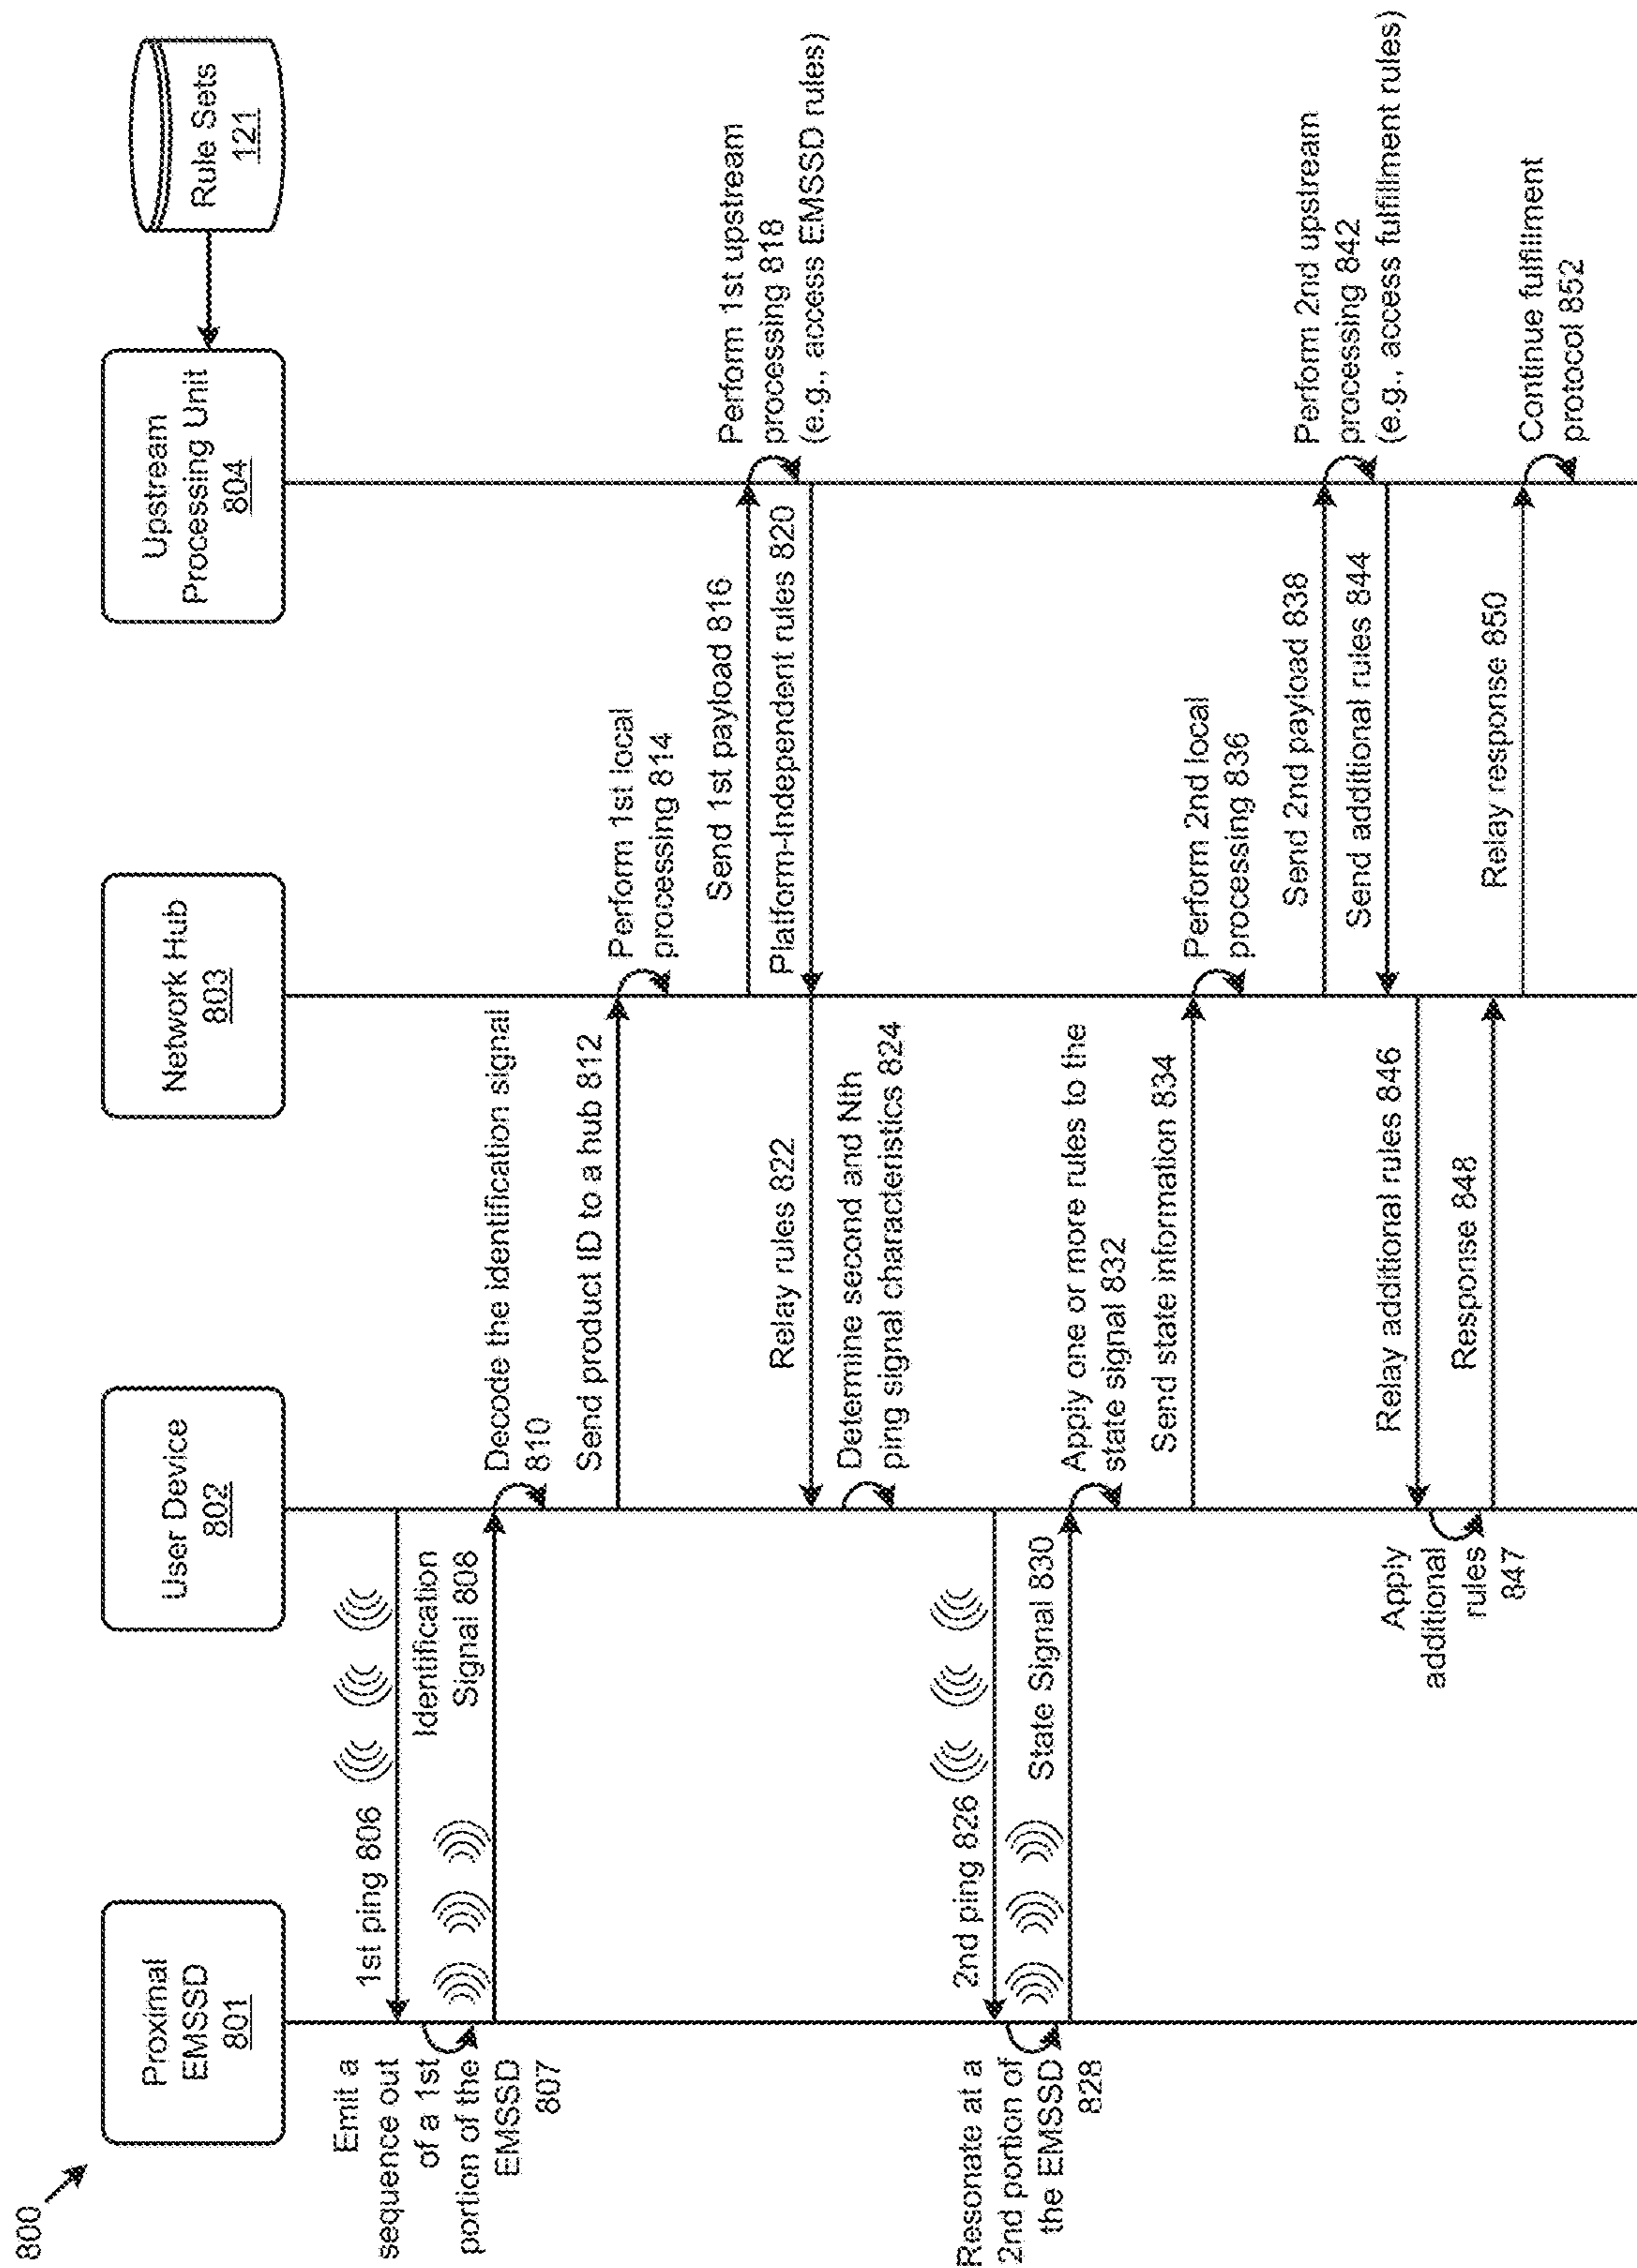 800
Proximal
EMSSD
801
User Device
802
Network Hub
803
Upstream
Processing Unit
804
Rule Sets
121
1st ping 806
Emit a
sequence out
of a 1st
portion of the
EMSSD
807
Identification
Signal 808
Decode the identification signal
810
Send product ID to a hub 812
Perform 1st local
processing 814
Send 1st payload 816
Perform 1st upstream
processing 818
(e.g., access EMSSD rules)
Platform-Independent rules 820
Relay rules 822
Determine second and Nth
ping signal characteristics 824
2nd ping 826
Resonate at a
2nd portion of
the EMSSD
828
State Signal 830
Apply one or more rules to the
state signal 832
Send state information 834
Perform 2nd local
processing 836
Send 2nd payload 838
Perform 2nd upstream
processing 842
(e.g., access fulfillment rules)
Send additional rules 844
Relay additional rules 846
Apply
additional
rules
847
Response 848
Relay response 850
Continue fulfillment
protocol 852